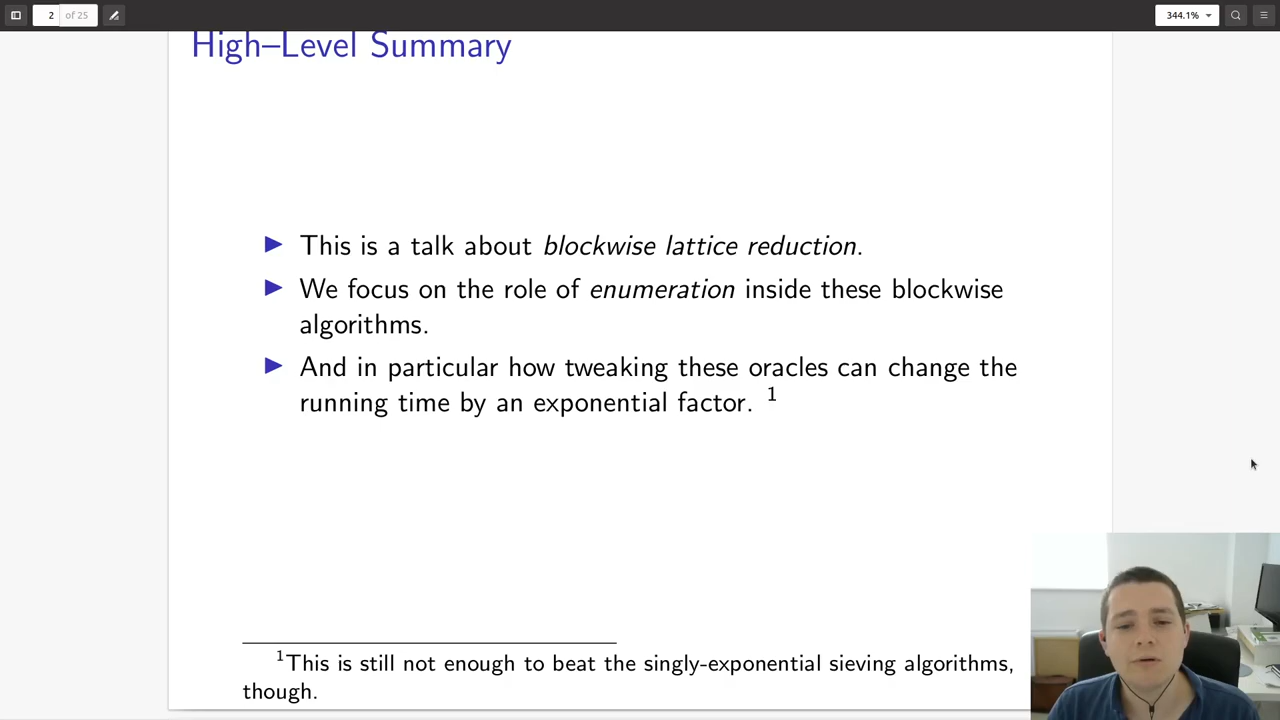 2 of 25
344.1%
High–Level Summary
▶ This is a talk about blockwise lattice reduction.
▶ We focus on the role of enumeration inside these blockwise
algorithms.
▶ And in particular how tweaking these oracles can change the
running time by an exponential factor. 1
1This is still not enough to beat the singly-exponential sieving algorithms,
though.